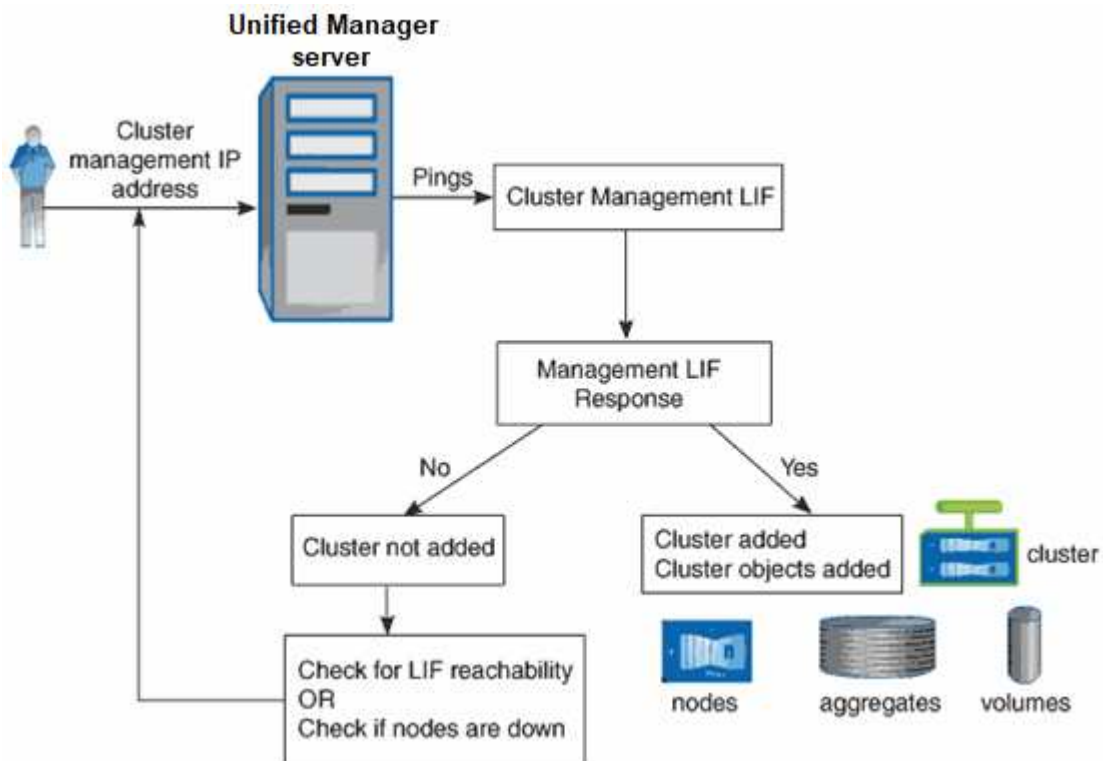 Unified Manager
server
Cluster
management IP
address
Pings
Cluster Management LIF
Management LIF
Response
No
Yes
Cluster not added
Cluster added
Cluster objects added
cluster
Check for LIF reachability
OR
Check if nodes are down
nodes
aggregates
volumes